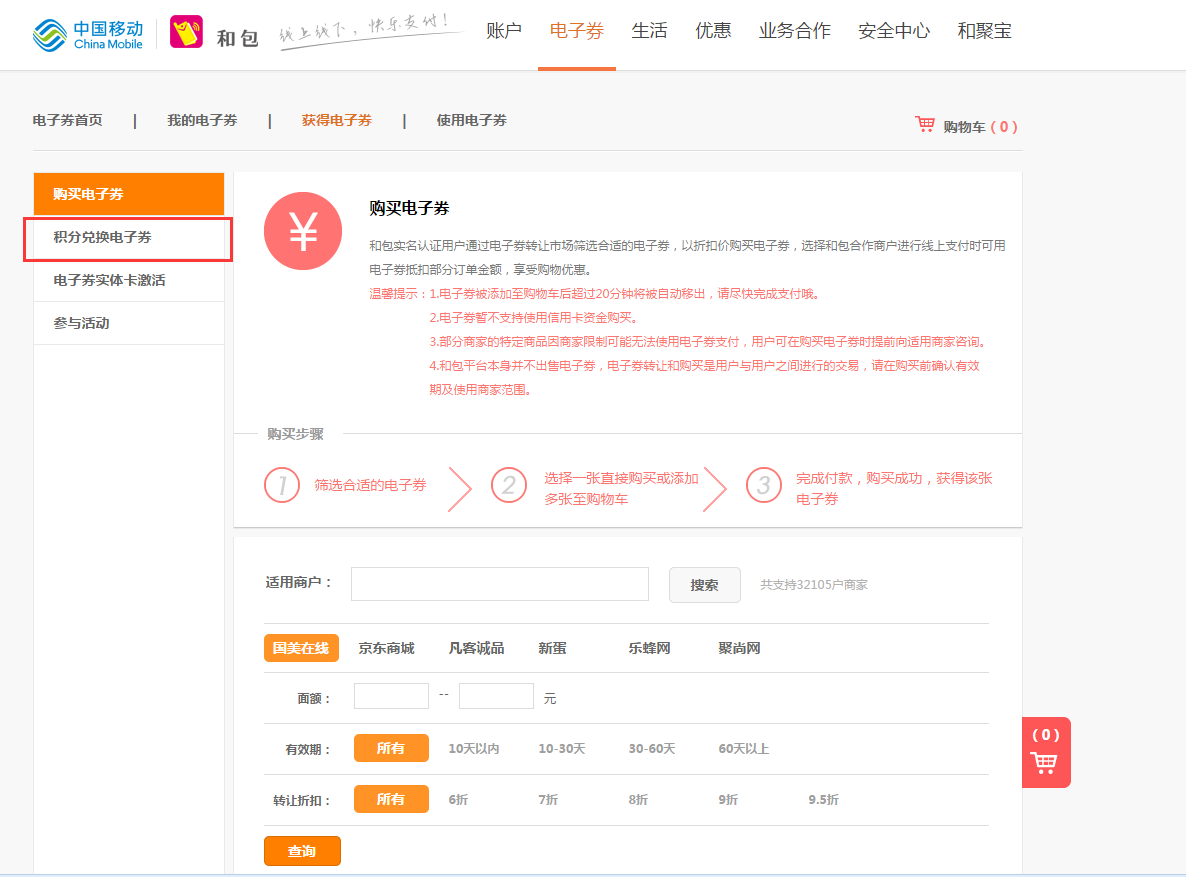 中国移动
China Mobile
和包
线上线下，快乐支付！
账户 电子券 生活 优惠 业务合作 安全中心 和聚宝
电子券首页 | 我的电子券 | 获得电子券 | 使用电子券
购物车 ( 0 )
购买电子券
积分兑换电子券
电子券实体卡激活
参与活动
¥
购买电子券
和包实名认证用户通过电子券转让市场筛选合适的电子券，以折扣价购买电子券，选择和包合作商户进行线上支付时可用
电子券抵扣部分订单金额，享受购物优惠。
温馨提示：1.电子券被添加至购物车后超过20分钟将被自动移出，请尽快完成支付哦。
2.电子券暂不支持使用信用卡资金购买。
3.部分商家的特定商品因商家限制可能无法使用电子券支付，用户可在购买电子券时提前向适用商家咨询。
4.和包平台本身并不出售电子券，电子券转让和购买是用户与用户之间进行的交易，请在购买前确认有效
期及使用商家范围。
购买步骤
1 筛选合适的电子券
2 选择一张直接购买或添加
多张至购物车
3 完成付款，购买成功，获得该张
电子券
适用商户： 搜索 共支持32105户商家
国美在线 京东商城 凡客诚品 新蛋 乐蜂网 聚尚网
面额： -- 元
有效期： 所有 10天以内 10-30天 30-60天 60天以上
转让折扣： 所有 6折 7折 8折 9折 9.5折
查询
( 0 )